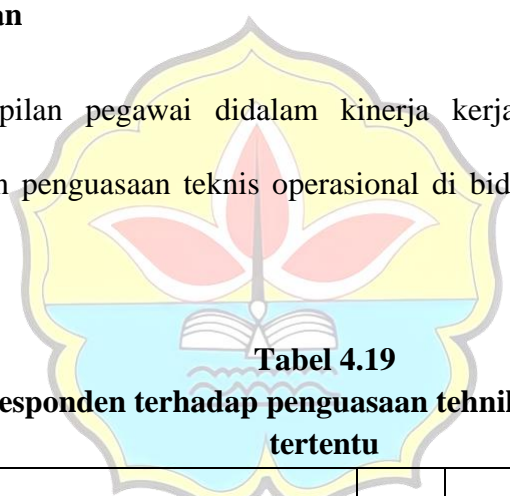 an
pilan pegawai didalam kinerja kerja
n penguasaan teknis operasional di bid
Tabel 4.19
esponden terhadap penguasaan tehnik
tertentu